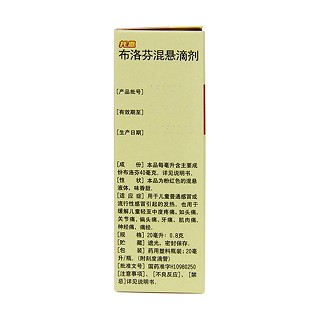 托恩
布洛芬混悬滴剂
[产品批号]
[有效期至]
[生产日期]
[成　份] 本品每毫升含主要成
份布洛芬40毫克。详见说明书。
[性　状] 本品为粉红色的混悬
液体，味香甜。
[适 应 症] 用于儿童普通感冒或
流行性感冒引起的发热。也用于
缓解儿童轻至中度疼痛，如头痛，
关节痛、偏头痛、牙痛、肌肉痛，
神经痛、痛经。
[规　格] 20毫升：0.8克
[贮　藏] 遮光，密封保存。
[包　装] 药用塑料瓶装；20毫
升/瓶。(附刻度滴管)
[批准文号] 国药准字H10980250
[注意事项]、[不良反应]、[禁
忌]详见说明书。